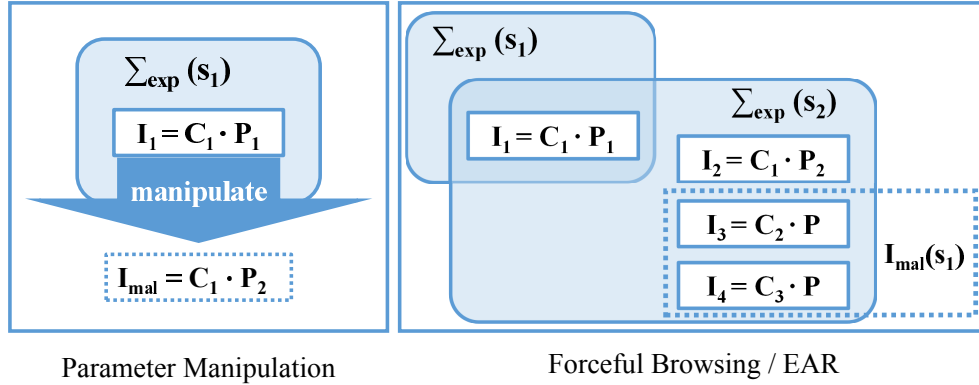 ∑exp (s1)
I1 = C1 · P1
manipulate
Imal = C1 · P2
Parameter Manipulation
∑exp (s1)
∑exp (s2)
I1 = C1 · P1
I2 = C1 · P2
I3 = C2 · P
I4 = C3 · P
Imal(s1)
Forceful Browsing / EAR